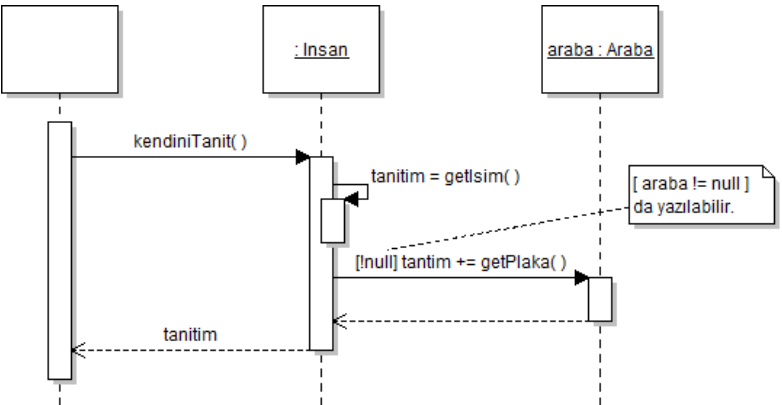 : Insan
araba : Araba
kendiniTanit( )
tanitim = getIsim( )
[ araba != null ]
da yazılabilir.
[!null] tantim += getPlaka( )
tanitim